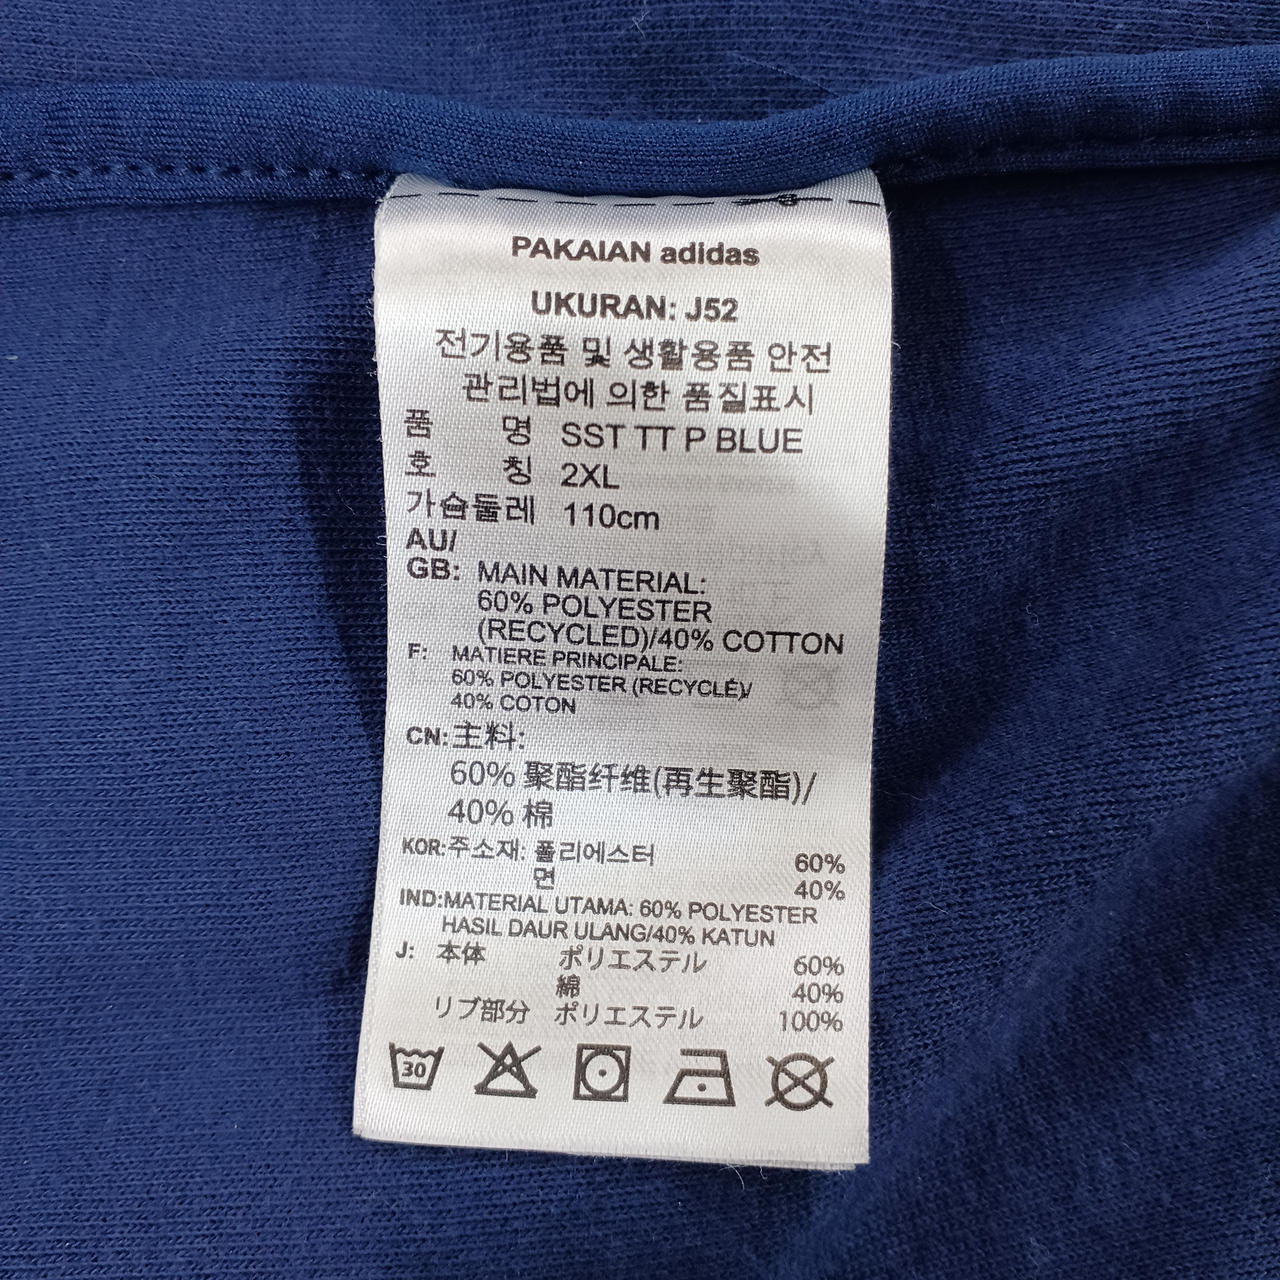 PAKAIAN adidas
UKURAN: J52
전기용품 및 생활용품 안전
관리법에 의한 품질표시
품 명 SST TT P BLUE
호 칭 2XL
가슴둘레 110cm
AU/
GB: MAIN MATERIAL:
60% POLYESTER
(RECYCLED)/40% COTTON
F: MATIERE PRINCIPALE:
60% POLYESTER (RECYCLÉ)/
40% COTON
CN:主料:
60% 聚酯纤维(再生聚酯)/
40% 棉
KOR:주소재: 폴리에스터 60%
면 40%
IND:MATERIAL UTAMA: 60% POLYESTER
HASIL DAUR ULANG/40% KATUN
J: 本体 ポリエステル 60%
綿 40%
リブ部分 ポリエステル 100%
30